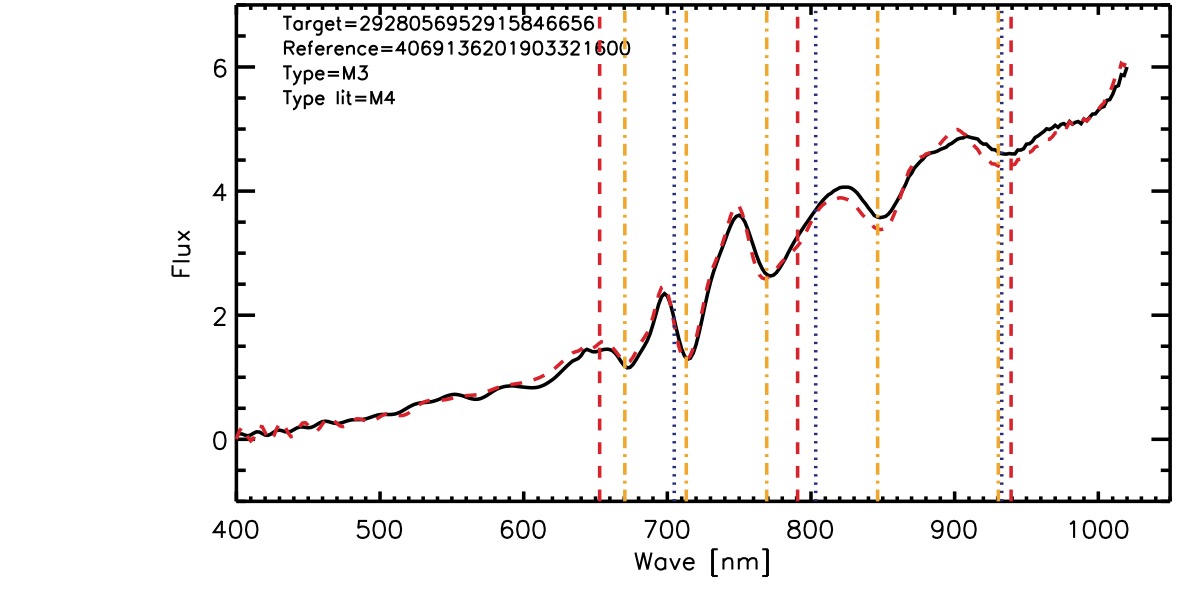 Target=2928056952915846656
Reference=4069136201903321600
Type=M3
Type lit=M4
6
4
2
0
Flux
400 500 600 700 800 900 1000
Wave [nm]